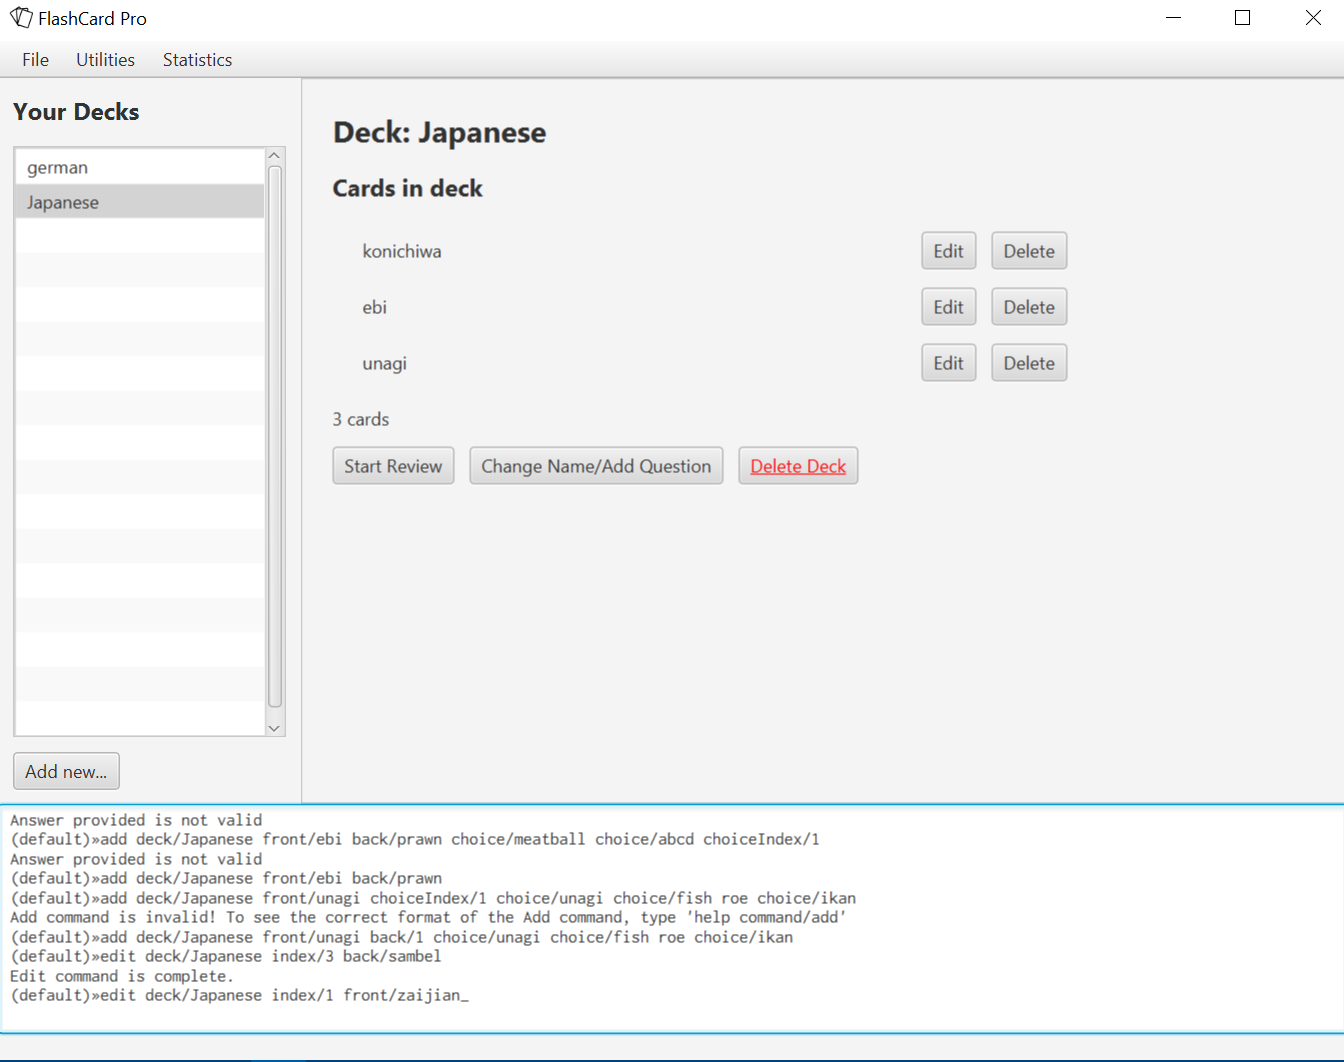 FlashCard Pro
File Utilities Statistics
Your Decks
german
Japanese
Add new...
Deck: Japanese
Cards in deck
konichiwa Edit Delete
ebi Edit Delete
unagi Edit Delete
3 cards
Start Review Change Name/Add Question Delete Deck
Answer provided is not valid
(default)»add deck/Japanese front/ebi back/prawn choice/meatball choice/abcd choiceIndex/1
Answer provided is not valid
(default)»add deck/Japanese front/ebi back/prawn
(default)»add deck/Japanese front/unagi choiceIndex/1 choice/unagi choice/fish roe choice/ikan
Add command is invalid! To see the correct format of the Add command, type 'help command/add'
(default)»add deck/Japanese front/unagi back/1 choice/unagi choice/fish roe choice/ikan
(default)»edit deck/Japanese index/3 back/sambel
Edit command is complete.
(default)»edit deck/Japanese index/1 front/zaijian_